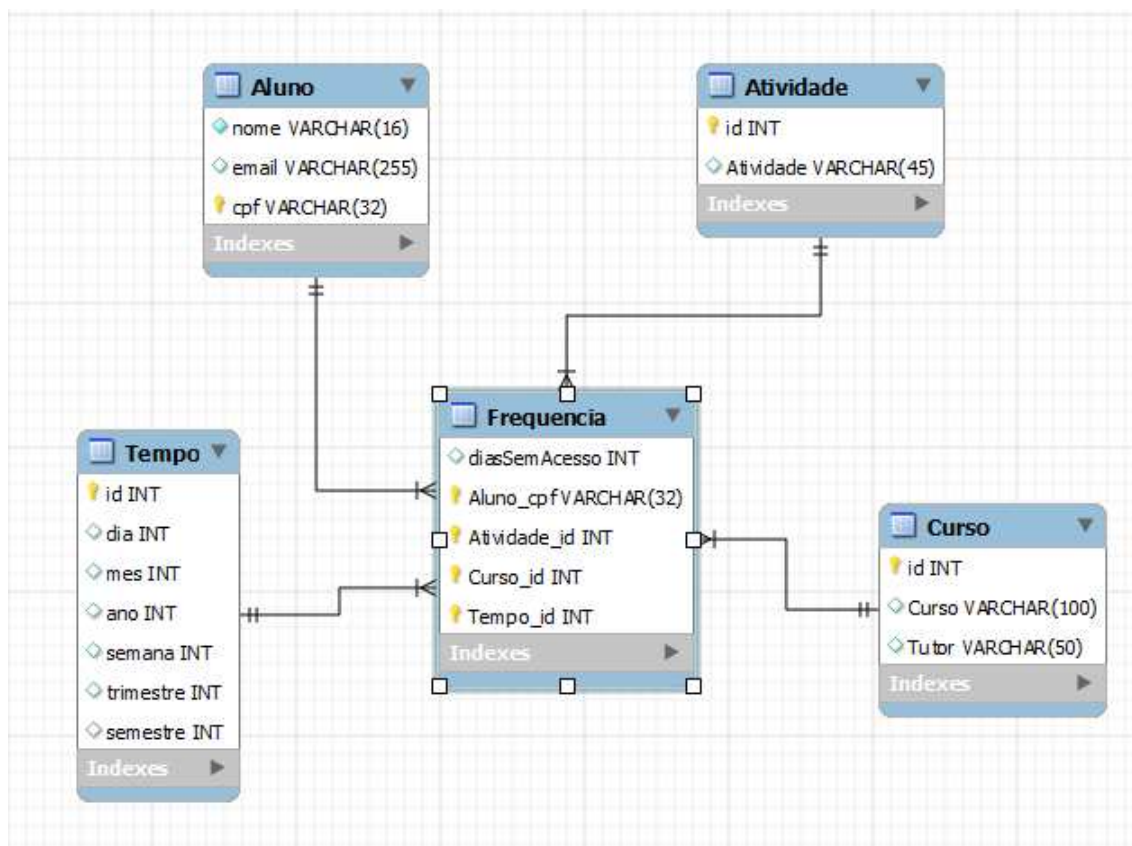 Aluno
nome VARCHAR(16)
email VARCHAR(255)
cpf VARCHAR(32)
Indexes
Atividade
id INT
Atividade VARCHAR(45)
Indexes
Frequencia
diasSemAcesso INT
Aluno_cpf VARCHAR(32)
Atividade_id INT
Curso_id INT
Tempo_id INT
Indexes
Tempo
id INT
dia INT
mes INT
ano INT
semana INT
trimestre INT
semestre INT
Indexes
Curso
id INT
Curso VARCHAR(100)
Tutor VARCHAR(50)
Indexes